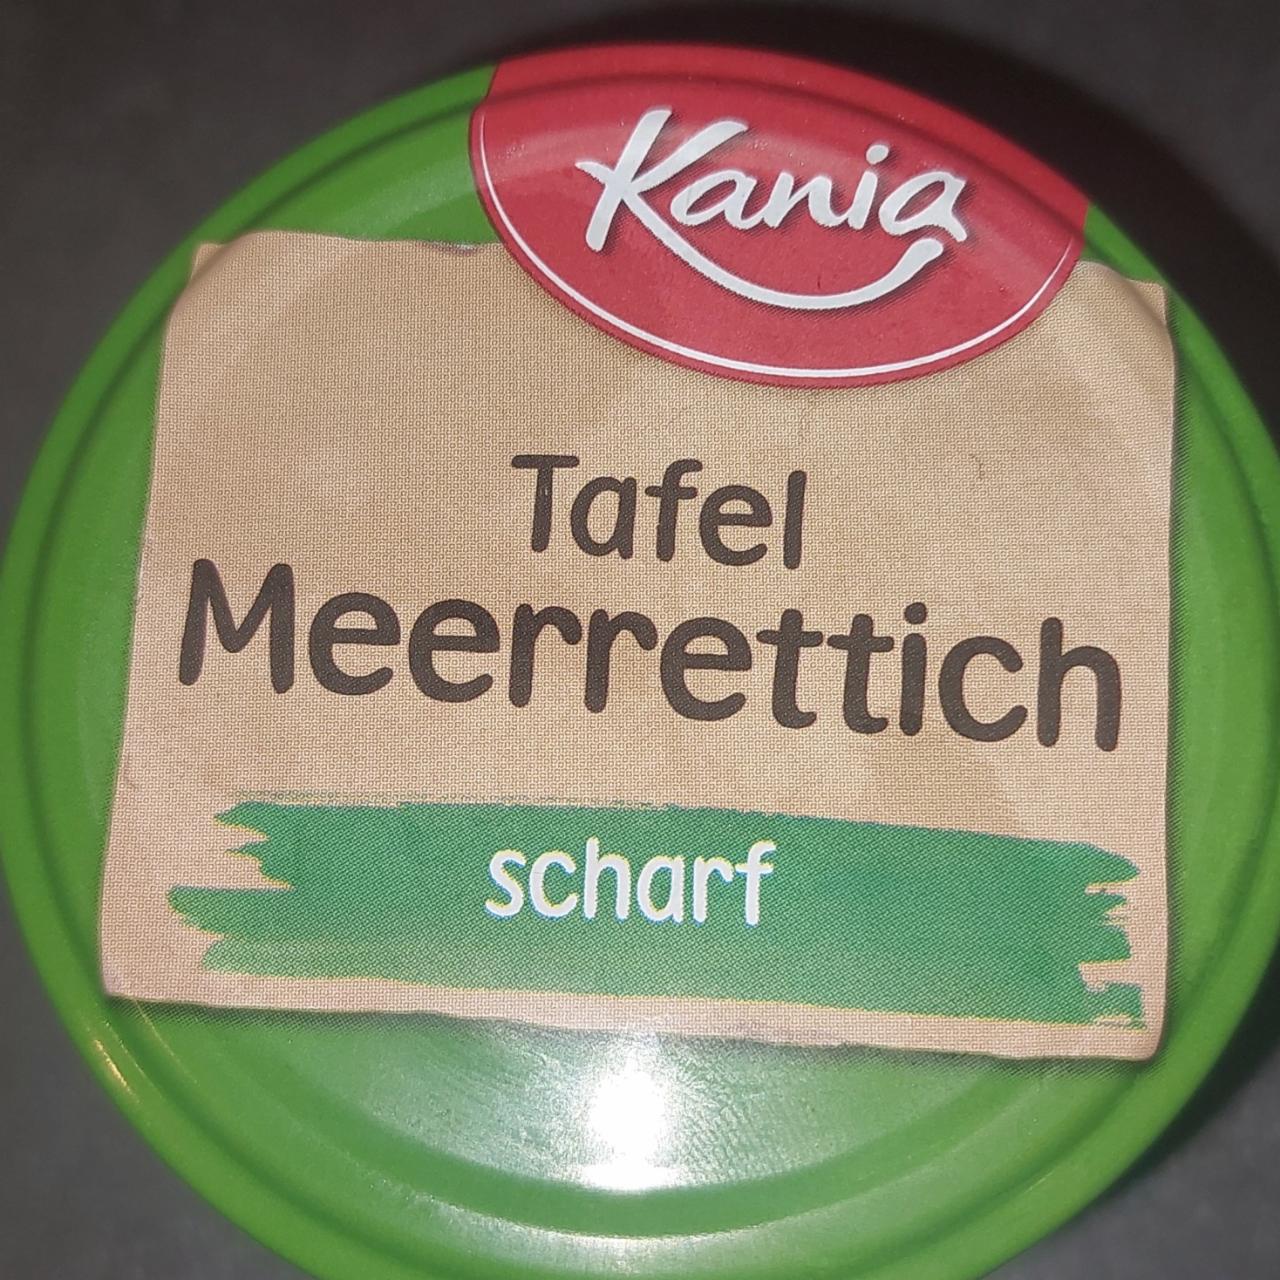 Kania
Tafel
Meerrettich
scharf